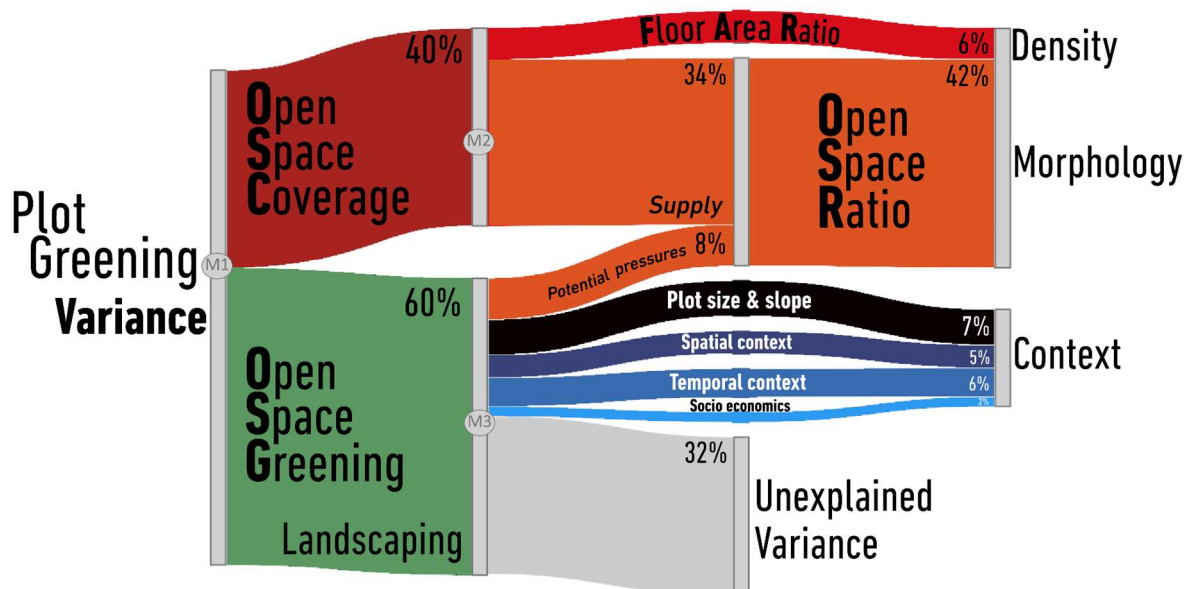 Plot
Greening
Variance
M1
40%
Open
Space
Coverage
M2
60%
Open
Space
Greening
Landscaping
M3
Floor Area Ratio
6%
Density
34%
Supply
Potential pressures 8%
42%
Open
Space
Ratio
Morphology
Plot size & slope
7%
Spatial context
5%
Temporal context
6%
Socio economics
2%
Context
32%
Unexplained
Variance